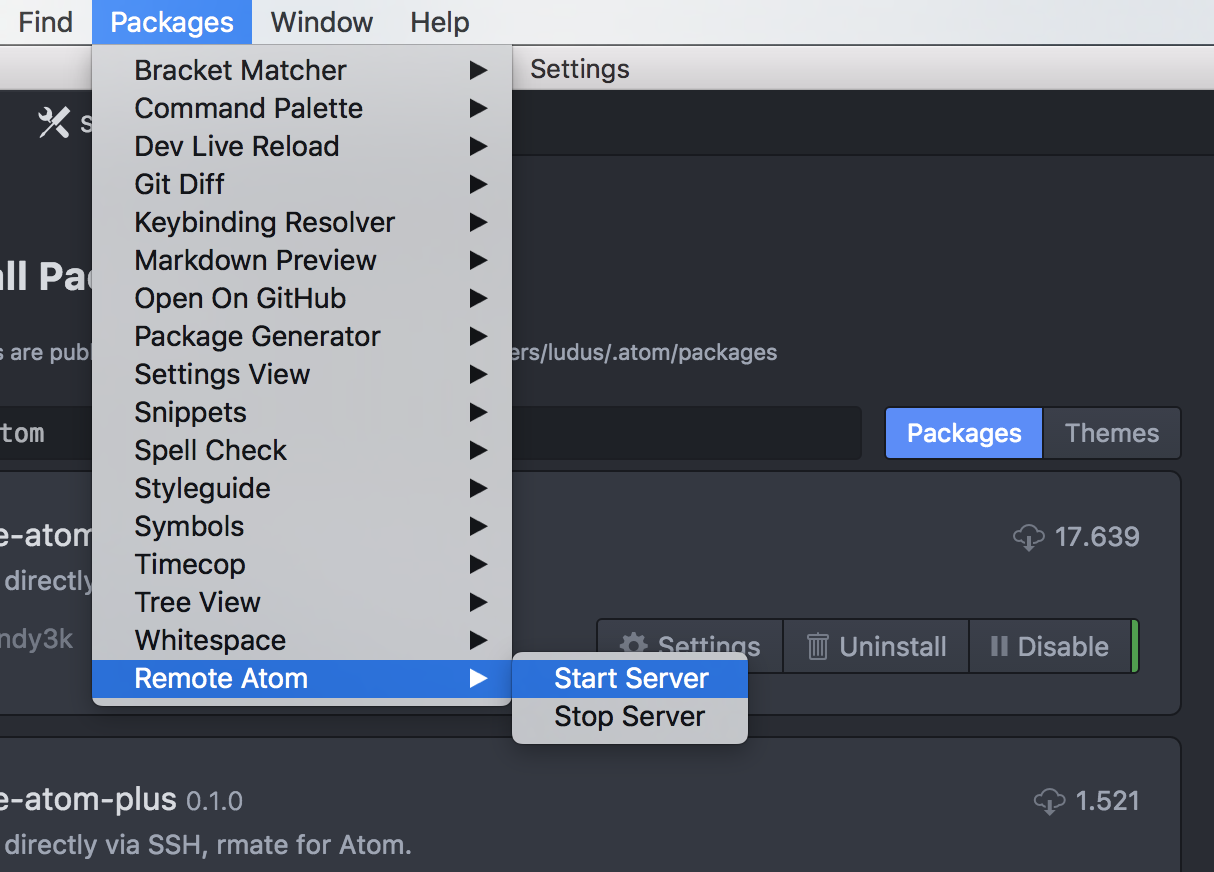 Find Packages Window Help
Settings
S
Bracket Matcher
Command Palette
Dev Live Reload
Git Diff
Keybinding Resolver
Markdown Preview
Open On GitHub
Package Generator
Settings View
Snippets
Spell Check
Styleguide
Symbols
Timecop
Tree View
Whitespace
Remote Atom
Start Server
Stop Server
all Pac
s are publ
ers/ludus/.atom/packages
tom
Packages Themes
e-atom
17.639
directly
ndy3k
Settings Uninstall Disable
e-atom-plus 0.1.0
1.521
directly via SSH, rmate for Atom.